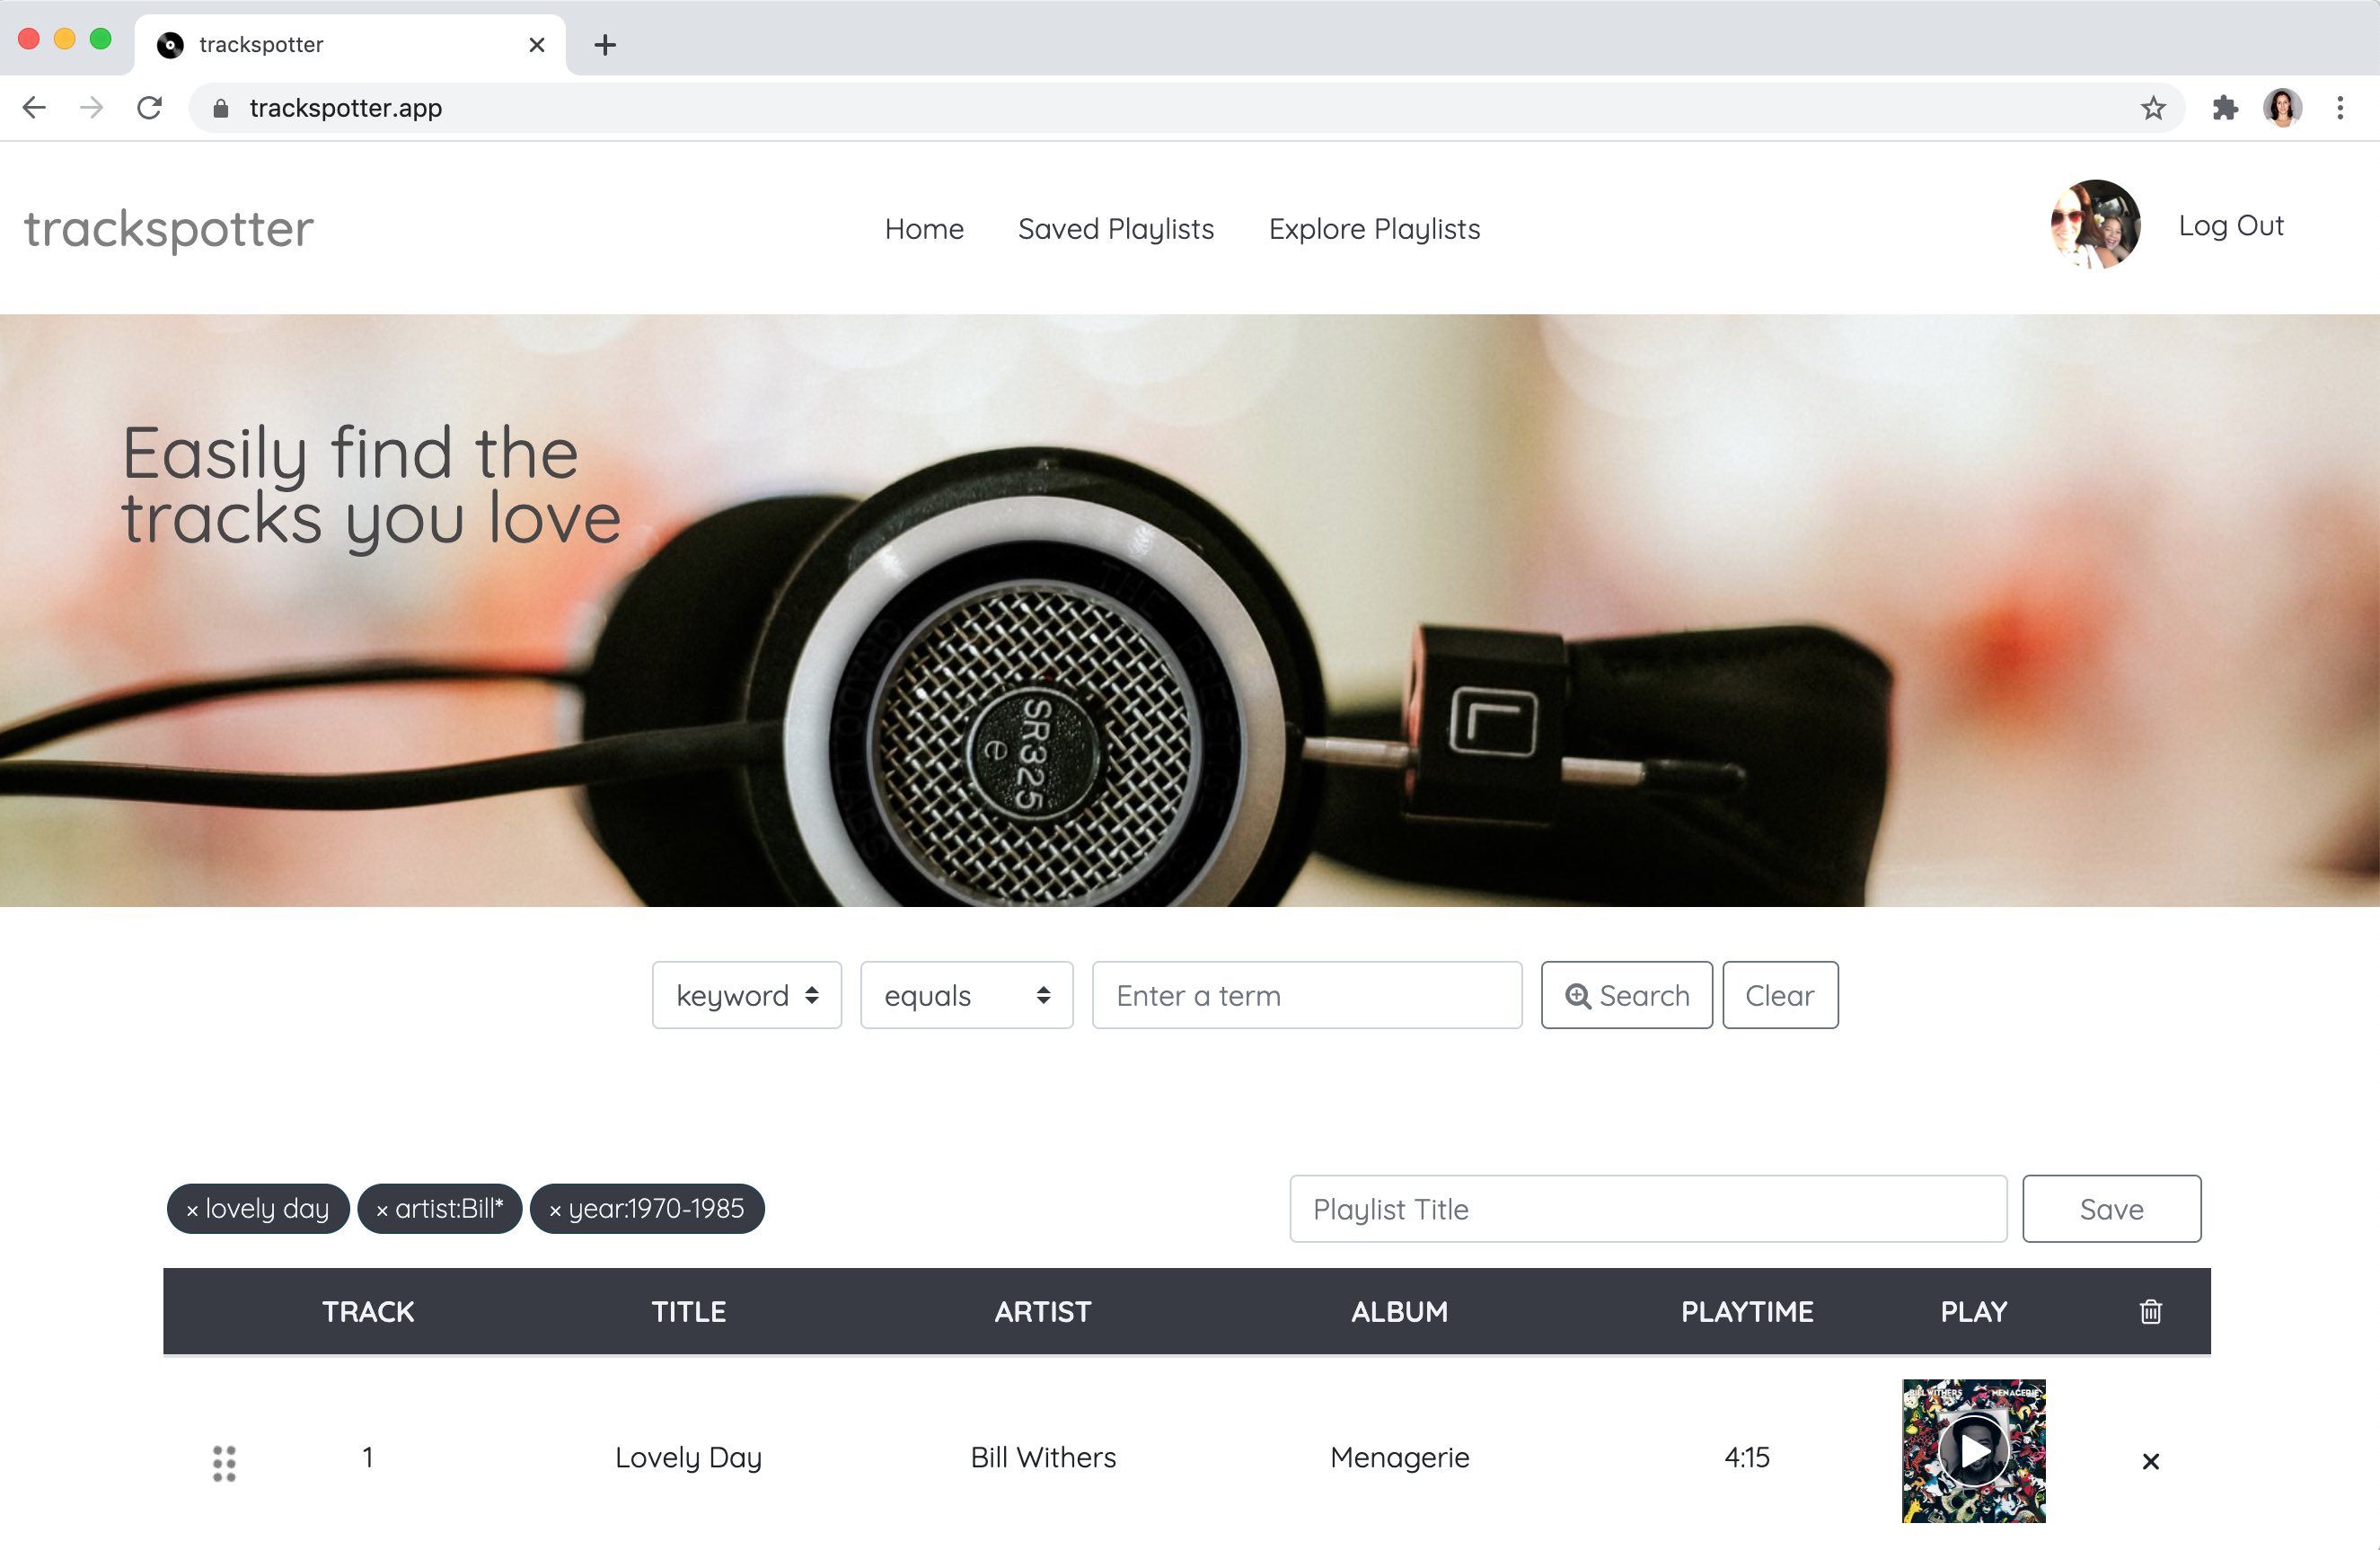 trackspotter
trackspotter.app
trackspotter
Home Saved Playlists Explore Playlists
Log Out
Easily find the
tracks you love
SR325
e
L
keyword equals Enter a term Search Clear
× lovely day × artist:Bill* × year:1970-1985
Playlist Title Save
TRACK TITLE ARTIST ALBUM PLAYTIME PLAY
BILL WITHERS MENAGERIE
1 Lovely Day Bill Withers Menagerie 4:15